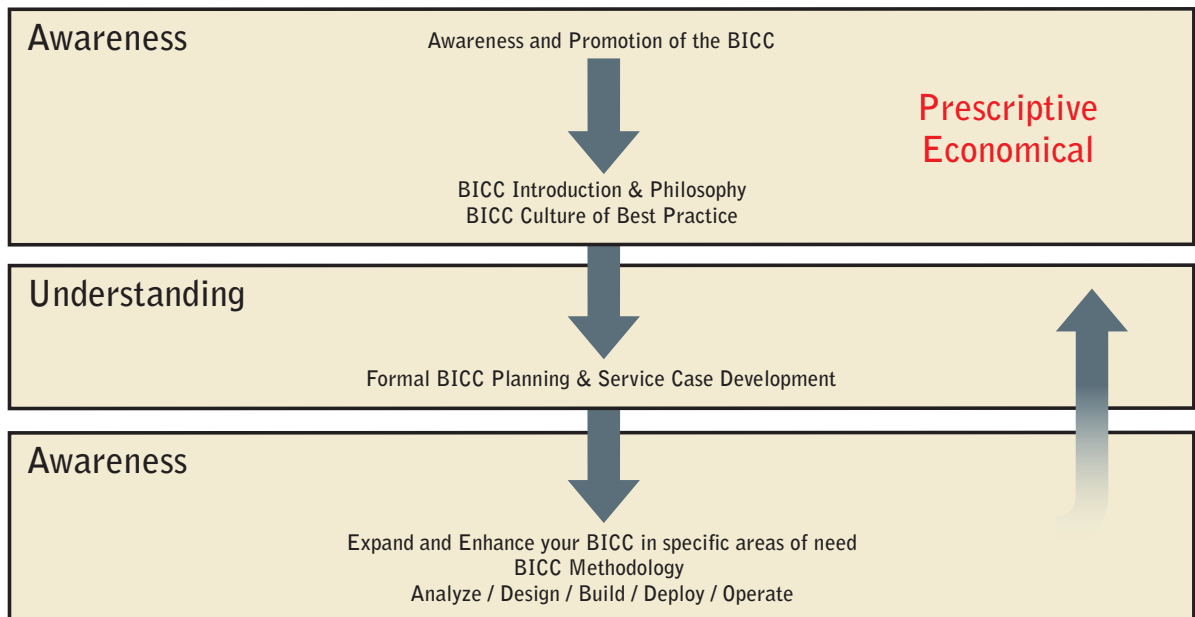 Awareness
Awareness and Promotion of the BICC
Prescriptive
Economical
BICC Introduction & Philosophy
BICC Culture of Best Practice
Understanding
Formal BICC Planning & Service Case Development
Awareness
Expand and Enhance your BICC in specific areas of need
BICC Methodology
Analyze / Design / Build / Deploy / Operate